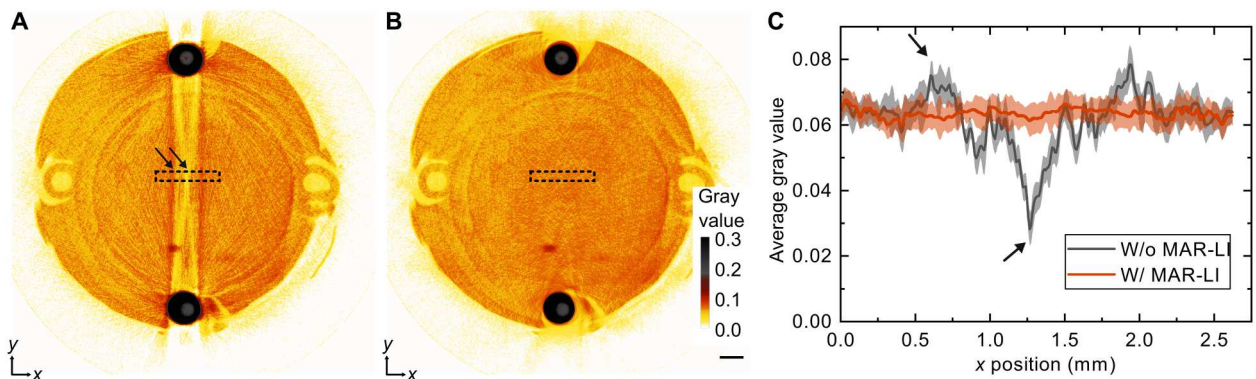 A
B
C
y
x
y
x
Gray
value
0.3
0.2
0.1
0.0
Average gray value
0.08
0.06
0.04
0.02
0.00
W/o MAR-LI
W/ MAR-LI
0.0 0.5 1.0 1.5 2.0 2.5
x position (mm)